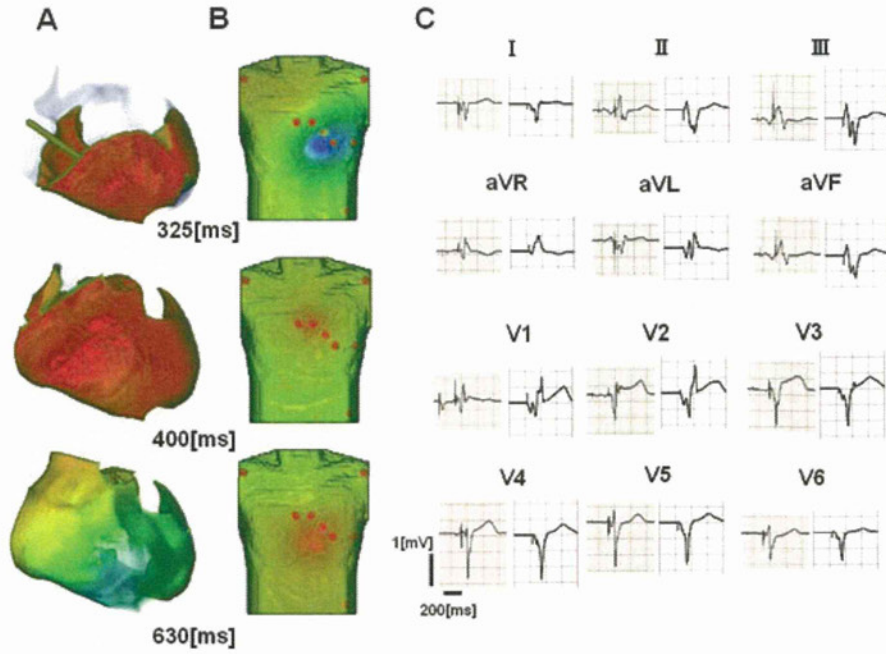 A
B
C
I
II
III
325[ms]
aVR
aVL
aVF
400[ms]
V1
V2
V3
630[ms]
V4
V5
V6
1[mV]
200[ms]